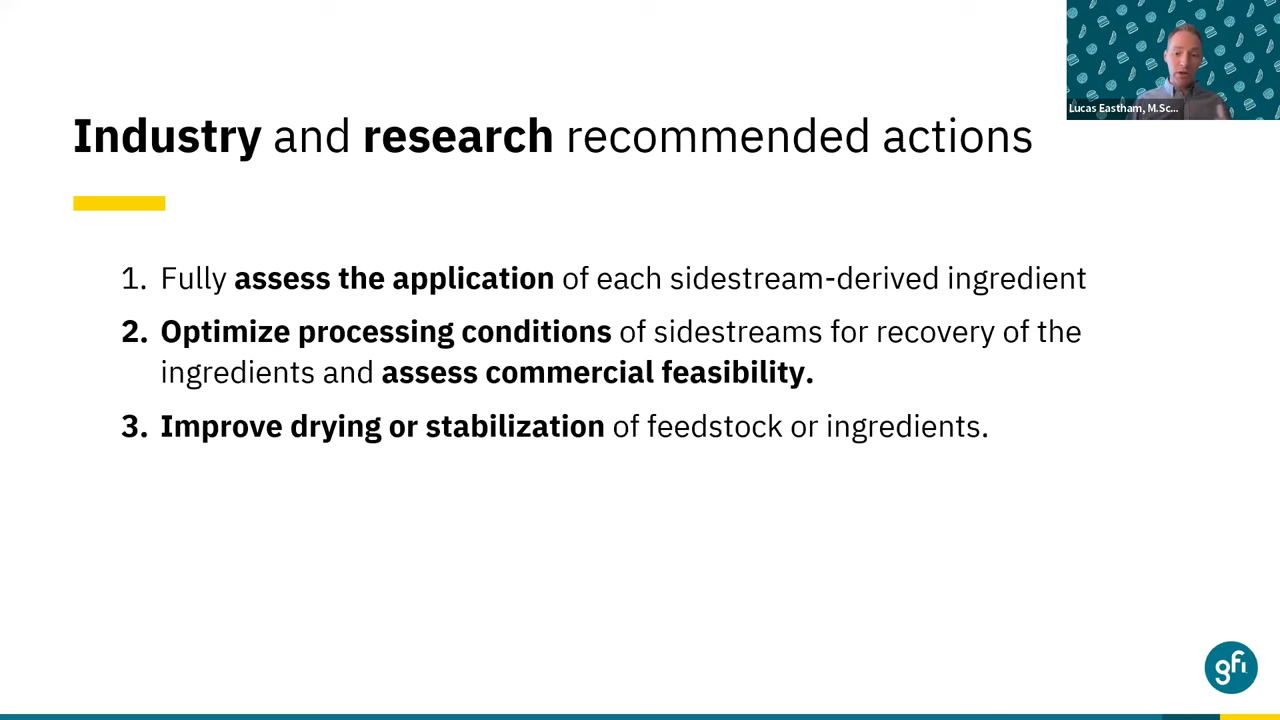 Lucas Eastham, M.Sc...
Industry and research recommended actions
1. Fully assess the application of each sidestream-derived ingredient
2. Optimize processing conditions of sidestreams for recovery of the
ingredients and assess commercial feasibility.
3. Improve drying or stabilization of feedstock or ingredients.
gfi